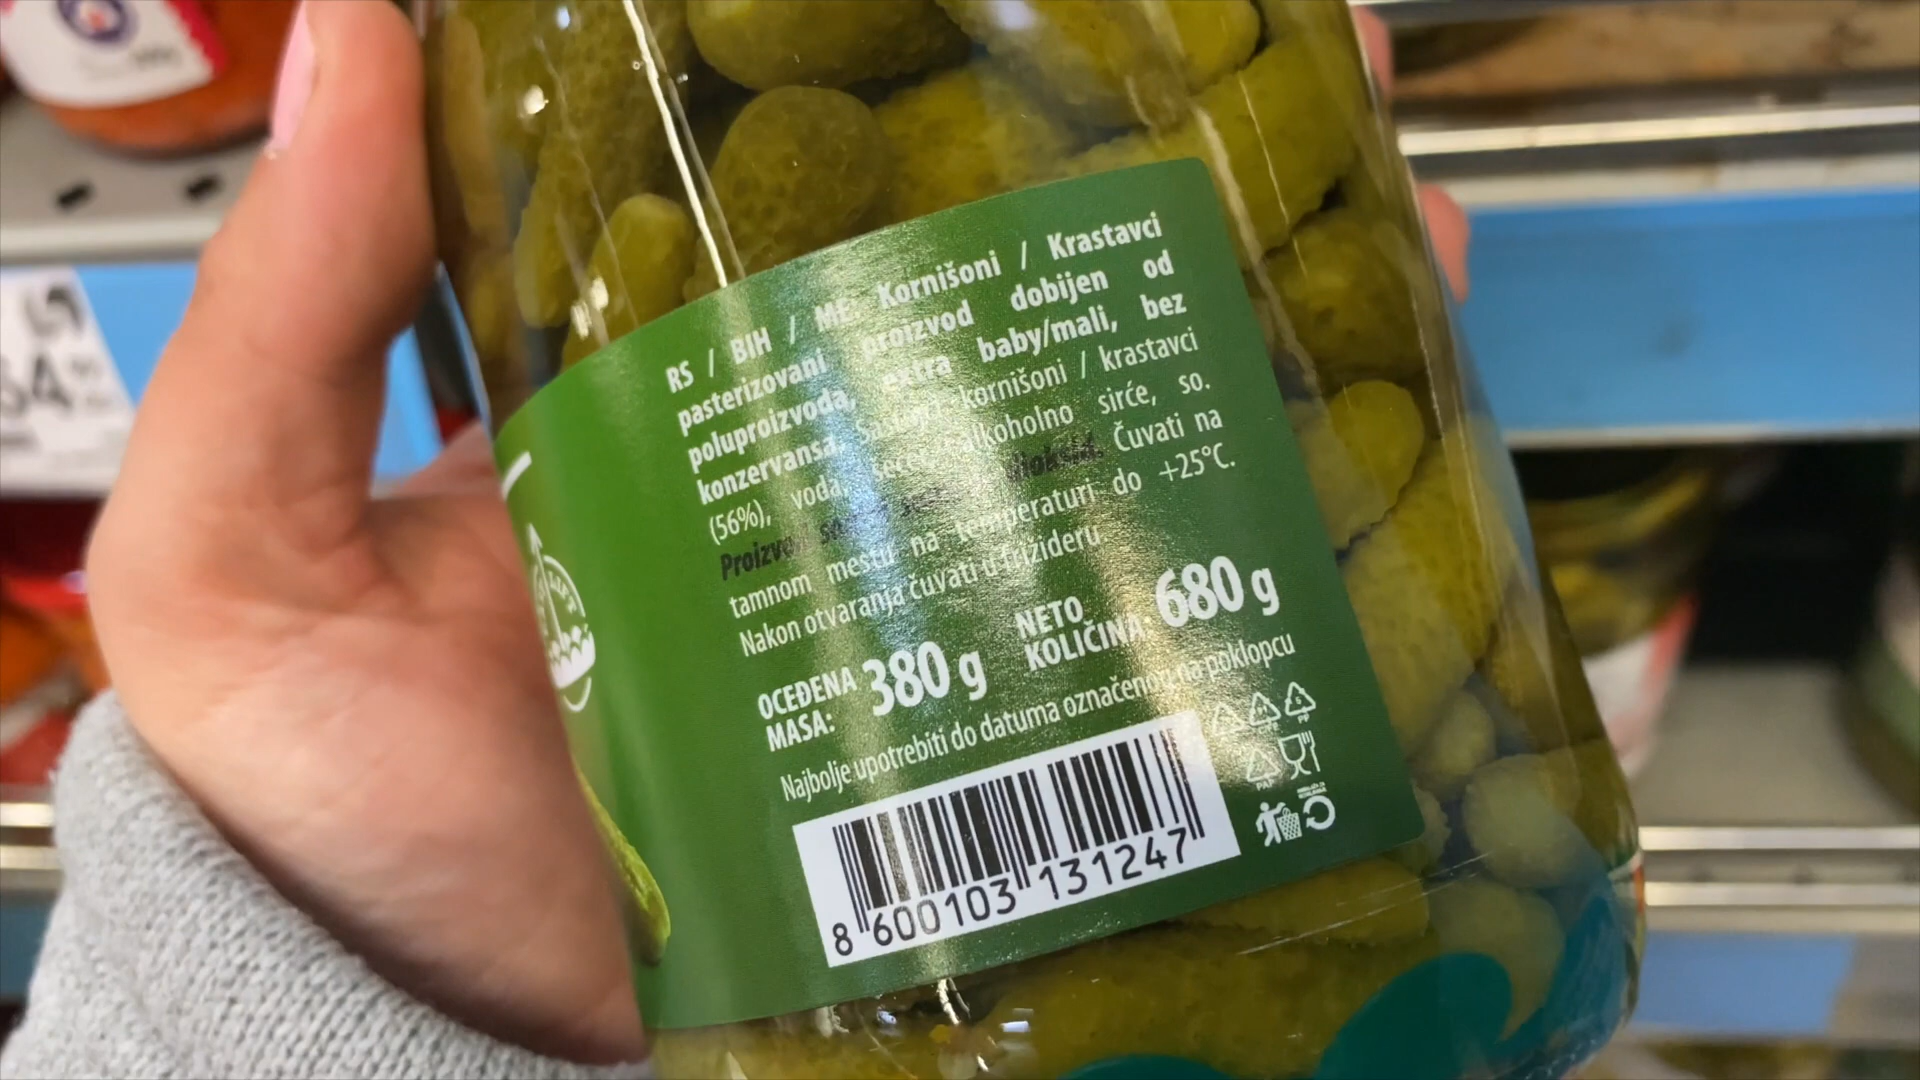 RS / BIH / ME: Kornišoni / Krastavci
pasterizovani proizvod dobijen od
poluproizvoda, extra baby/mali, bez
konzervansa. kornišoni / krastavci
(56%), voda, alkoholno sirće, so.
Čuvati na
tamnom mestu na temperaturi do +25°C.
Nakon otvaranja čuvati u frižideru.
OCEĐENA MASA: 380 g
NETO KOLIČINA: 680 g
Najbolje upotrebiti do datuma označenog na poklopcu
8 600103 131247